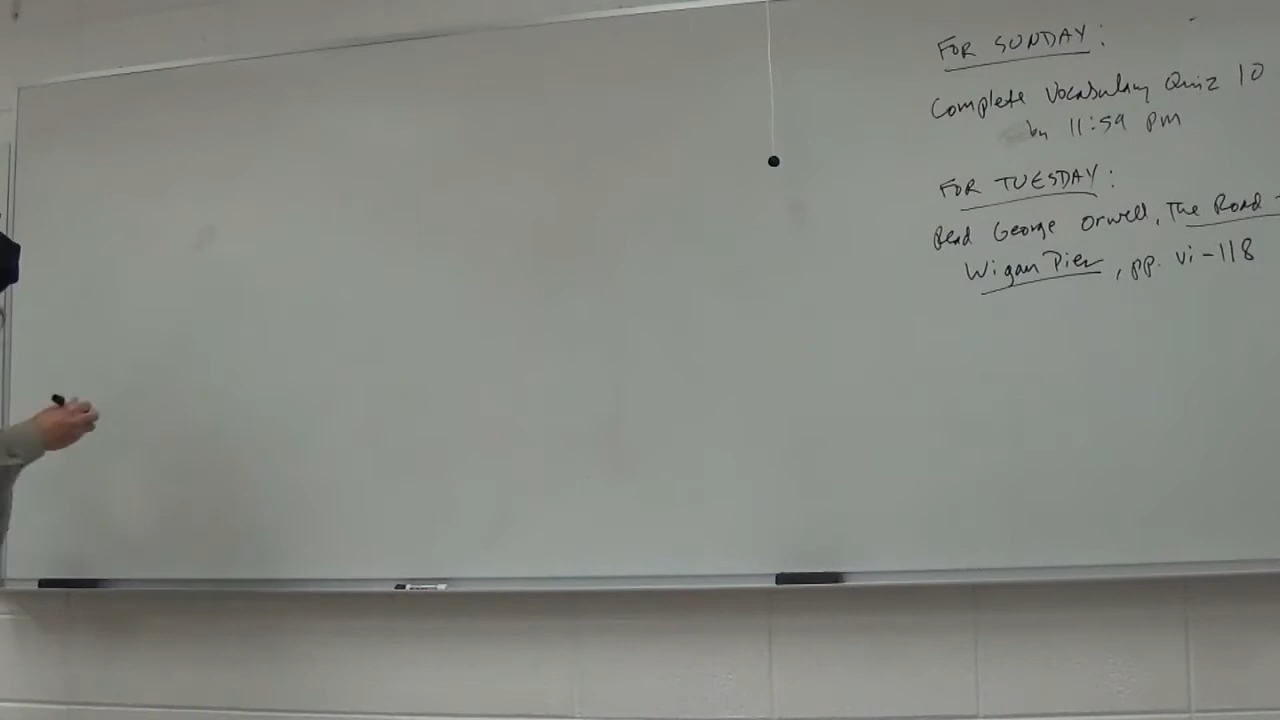 FOR SUNDAY:
Complete Vocabulary Quiz 10
by 11:59 pm
FOR TUESDAY:
Read George Orwell, The Road
Wigan Pier, pp. vi-118